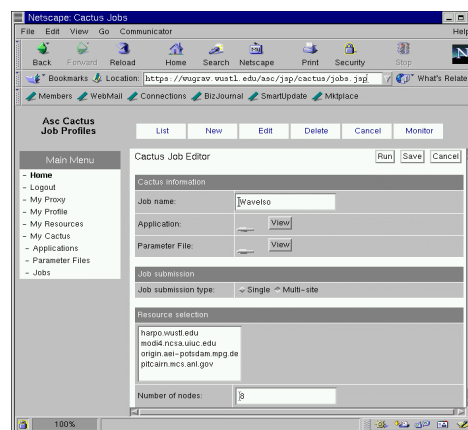 Netscape: Cactus Jobs
File Edit View Go Communicator Help
Back Forward Reload Home Search Netscape Print Security Stop N
Bookmarks Location: https://wugrav.wustl.edu/asc/jsp/cactus/jobs.jsp What's Relate
Members WebMail Connections BizJournal SmartUpdate Mktplace
Asc Cactus
Job Profiles
List New Edit Delete Cancel Monitor
Main Menu
- Home
- Logout
- My Proxy
- My Profile
- My Resources
- My Cactus
- Applications
- Parameter Files
- Jobs
Cactus Job Editor Run Save Cancel
Cactus information
Job name: WaveIso
Application: View
Parameter File: View
Job submission
Job submission type: Single Multi-site
Resource selection
harpo.wustl.edu
modi4.ncsa.uiuc.edu
origin.aei-potsdam.mpg.de
pitcairn.mcs.anl.gov
Number of nodes: 8
100%